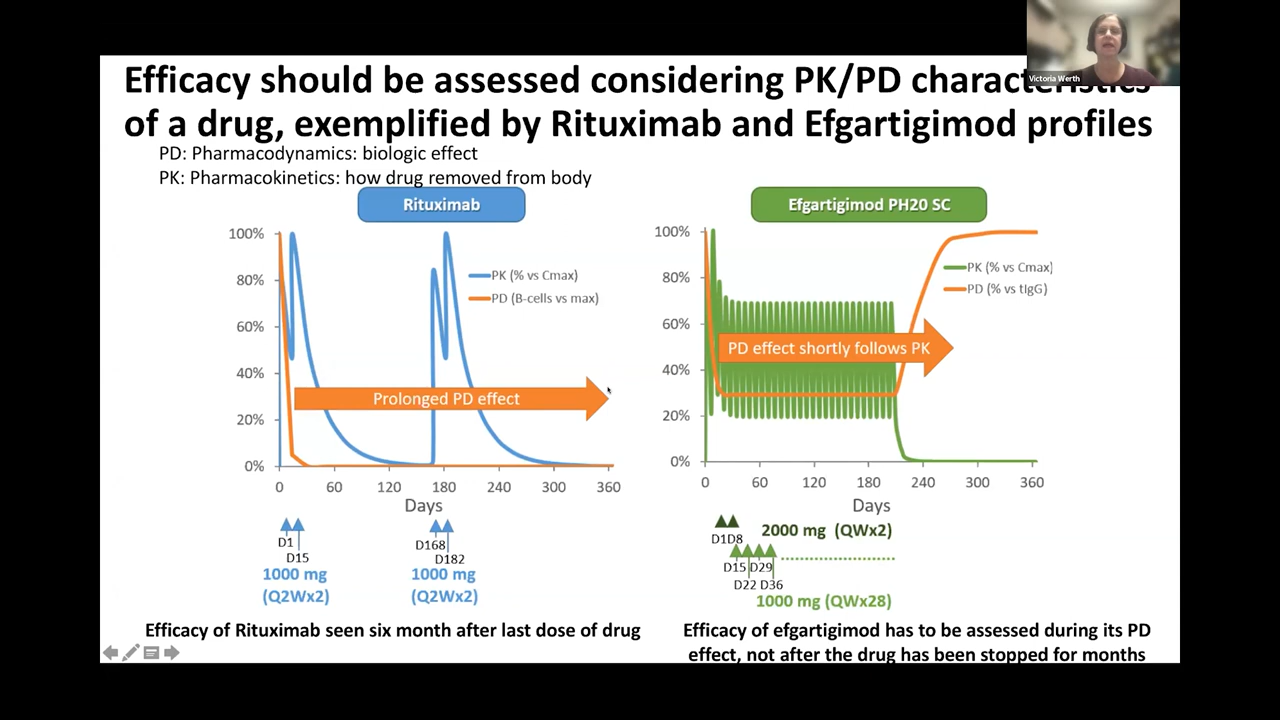 Victoria Werth
Efficacy should be assessed considering PK/PD characteristics
of a drug, exemplified by Rituximab and Efgartigimod profiles
PD: Pharmacodynamics: biologic effect
PK: Pharmacokinetics: how drug removed from body
Rituximab
100%
80%
60%
40%
20%
0%
PK (% vs Cmax)
PD (B-cells vs max)
Prolonged PD effect
0 60 120 180 240 300 360
Days
D1
D15
D168
D182
1000 mg
(Q2Wx2)
1000 mg
(Q2Wx2)
Efficacy of Rituximab seen six month after last dose of drug
Efgartigimod PH20 SC
100%
80%
60%
40%
20%
0%
PK (% vs Cmax)
PD (% vs tIgG)
PD effect shortly follows PK
0 60 120 180 240 300 360
Days
2000 mg (QWx2)
D1D8
D15 D29
D22 D36
1000 mg (QWx28)
Efficacy of efgartigimod has to be assessed during its PD
effect, not after the drug has been stopped for months